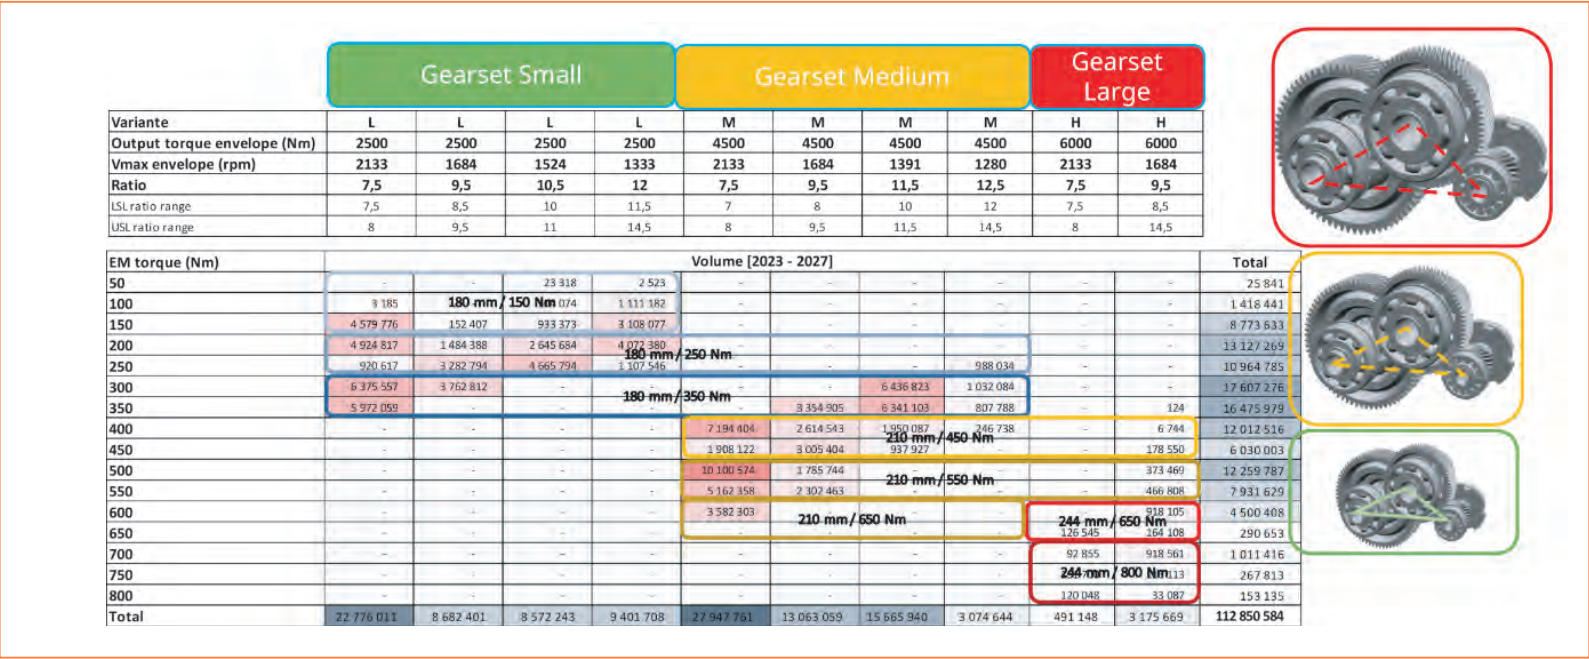 Gearset Small Gearset Medium Gearset Large
Variante L L L L M M M M H H
Output torque envelope (Nm) 2500 2500 2500 2500 4500 4500 4500 4500 6000 6000
Vmax envelope (rpm) 2133 1684 1524 1333 2133 1684 1391 1280 2133 1684
Ratio 7,5 9,5 10,5 12 7,5 9,5 11,5 12,5 7,5 9,5
LSL ratio range 7,5 8,5 10 11,5 7 8 10 12 7,5 8,5
USL ratio range 8 9,5 11 14,5 8 9,5 11,5 14,5 8 14,5
EM torque (Nm) Volume [2023 - 2027] Total
50 - - 23 318 2 523 - - - - - - 25 841
100 3 185 180 mm / 150 Nm 074 1 111 182 - - - - - - 1 418 441
150 4 579 776 152 407 933 373 3 108 077 - - - - - - 8 773 633
200 4 924 817 1 484 388 2 645 684 4 072 380 - - - - - - 13 127 269
180 mm / 250 Nm
250 920 617 3 282 794 4 665 794 1 107 546 - - - 988 034 - - 10 964 785
300 6 375 557 3 762 812 - - - - 6 436 823 1 032 084 - - 17 607 276
180 mm / 350 Nm
350 5 972 059 - - - - 3 354 905 6 341 103 807 788 - 124 16 475 979
400 - - - - 7 194 404 2 614 543 1 950 087 246 738 - 6 744 12 012 516
210 mm / 450 Nm
450 - - - - 1 908 122 3 005 404 937 927 - - 178 550 6 030 003
500 - - - - 10 100 574 1 785 744 - - - 373 469 12 259 787
210 mm / 550 Nm
550 - - - - 5 162 358 2 302 463 - - - 466 808 7 931 629
600 - - - - 3 582 303 - - - - 918 105 4 500 408
210 mm / 650 Nm 244 mm / 650 Nm
650 - - - - - - - - 126 545 164 108 290 653
700 - - - - - - - - 92 855 918 561 1 011 416
750 - - - - - - - - 244 mm / 800 Nm 113 267 813
800 - - - - - - - - 120 048 33 087 153 135
Total 22 776 011 8 682 401 8 572 243 9 401 708 27 947 761 13 063 059 15 665 940 3 074 644 491 148 3 175 669 112 850 584